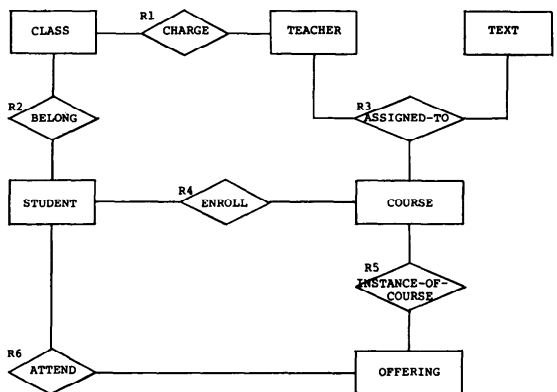 R1
CLASS
CHARGE
TEACHER
TEXT
R2
BELONG
R3
ASSIGNED-TO
R4
STUDENT
ENROLL
COURSE
R5
INSTANCE-OF-
COURSE
R6
ATTEND
OFFERING